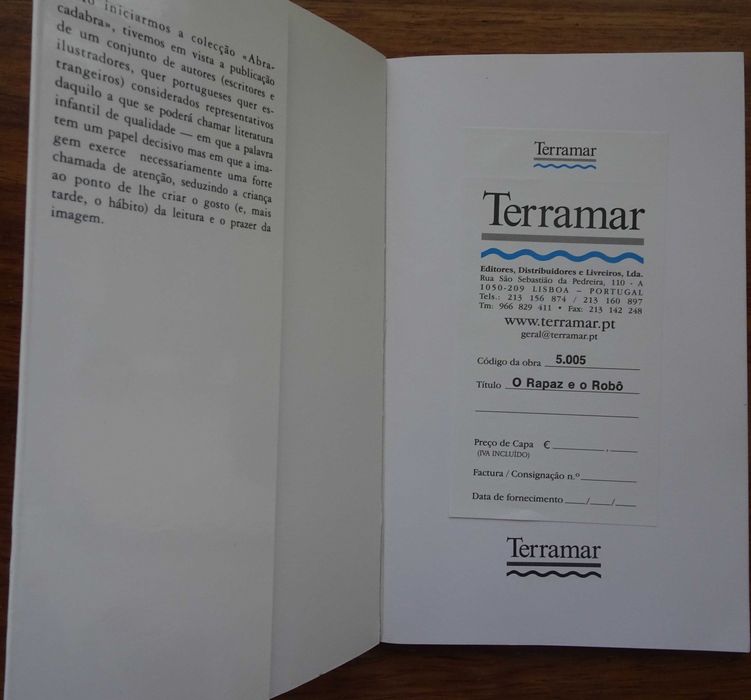 iniciarmos a colecção «Abra-
cadabra», tivemos em vista a publicação
de um conjunto de autores (escritores e
ilustradores, quer portugueses quer es-
trangeiros) considerados representativos
daquilo a que se poderá chamar literatura
infantil de qualidade — em que a palavra
tem um papel decisivo mas em que a ima-
gem exerce necessariamente uma forte
chamada de atenção, seduzindo a criança
ao ponto de lhe criar o gosto (e, mais
tarde, o hábito) da leitura e o prazer da
imagem.
Terramar
Terramar
Editores, Distribuidores e Livreiros, Lda.
Rua São Sebastião da Pedreira, 110 - A
1050-209 LISBOA – PORTUGAL
Tels.: 213 156 874 / 213 160 897
Tm: 966 829 411 • Fax: 213 142 248
www.terramar.pt
geral@terramar.pt
Código da obra 5.005
Título O Rapaz e o Robô
Preço de Capa € ________,____
(IVA INCLUÍDO)
Factura / Consignação n.º________
Data de fornecimento ____/____/____
Terramar